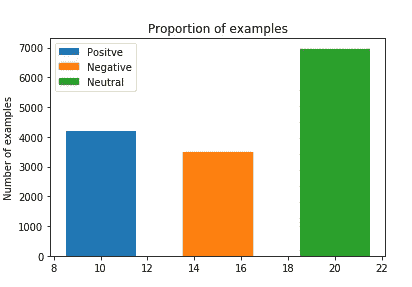 Proportion of examples
Positve
Negative
Neutral
Number of examples
7000
6000
5000
4000
3000
2000
1000
0
8 10 12 14 16 18 20 22